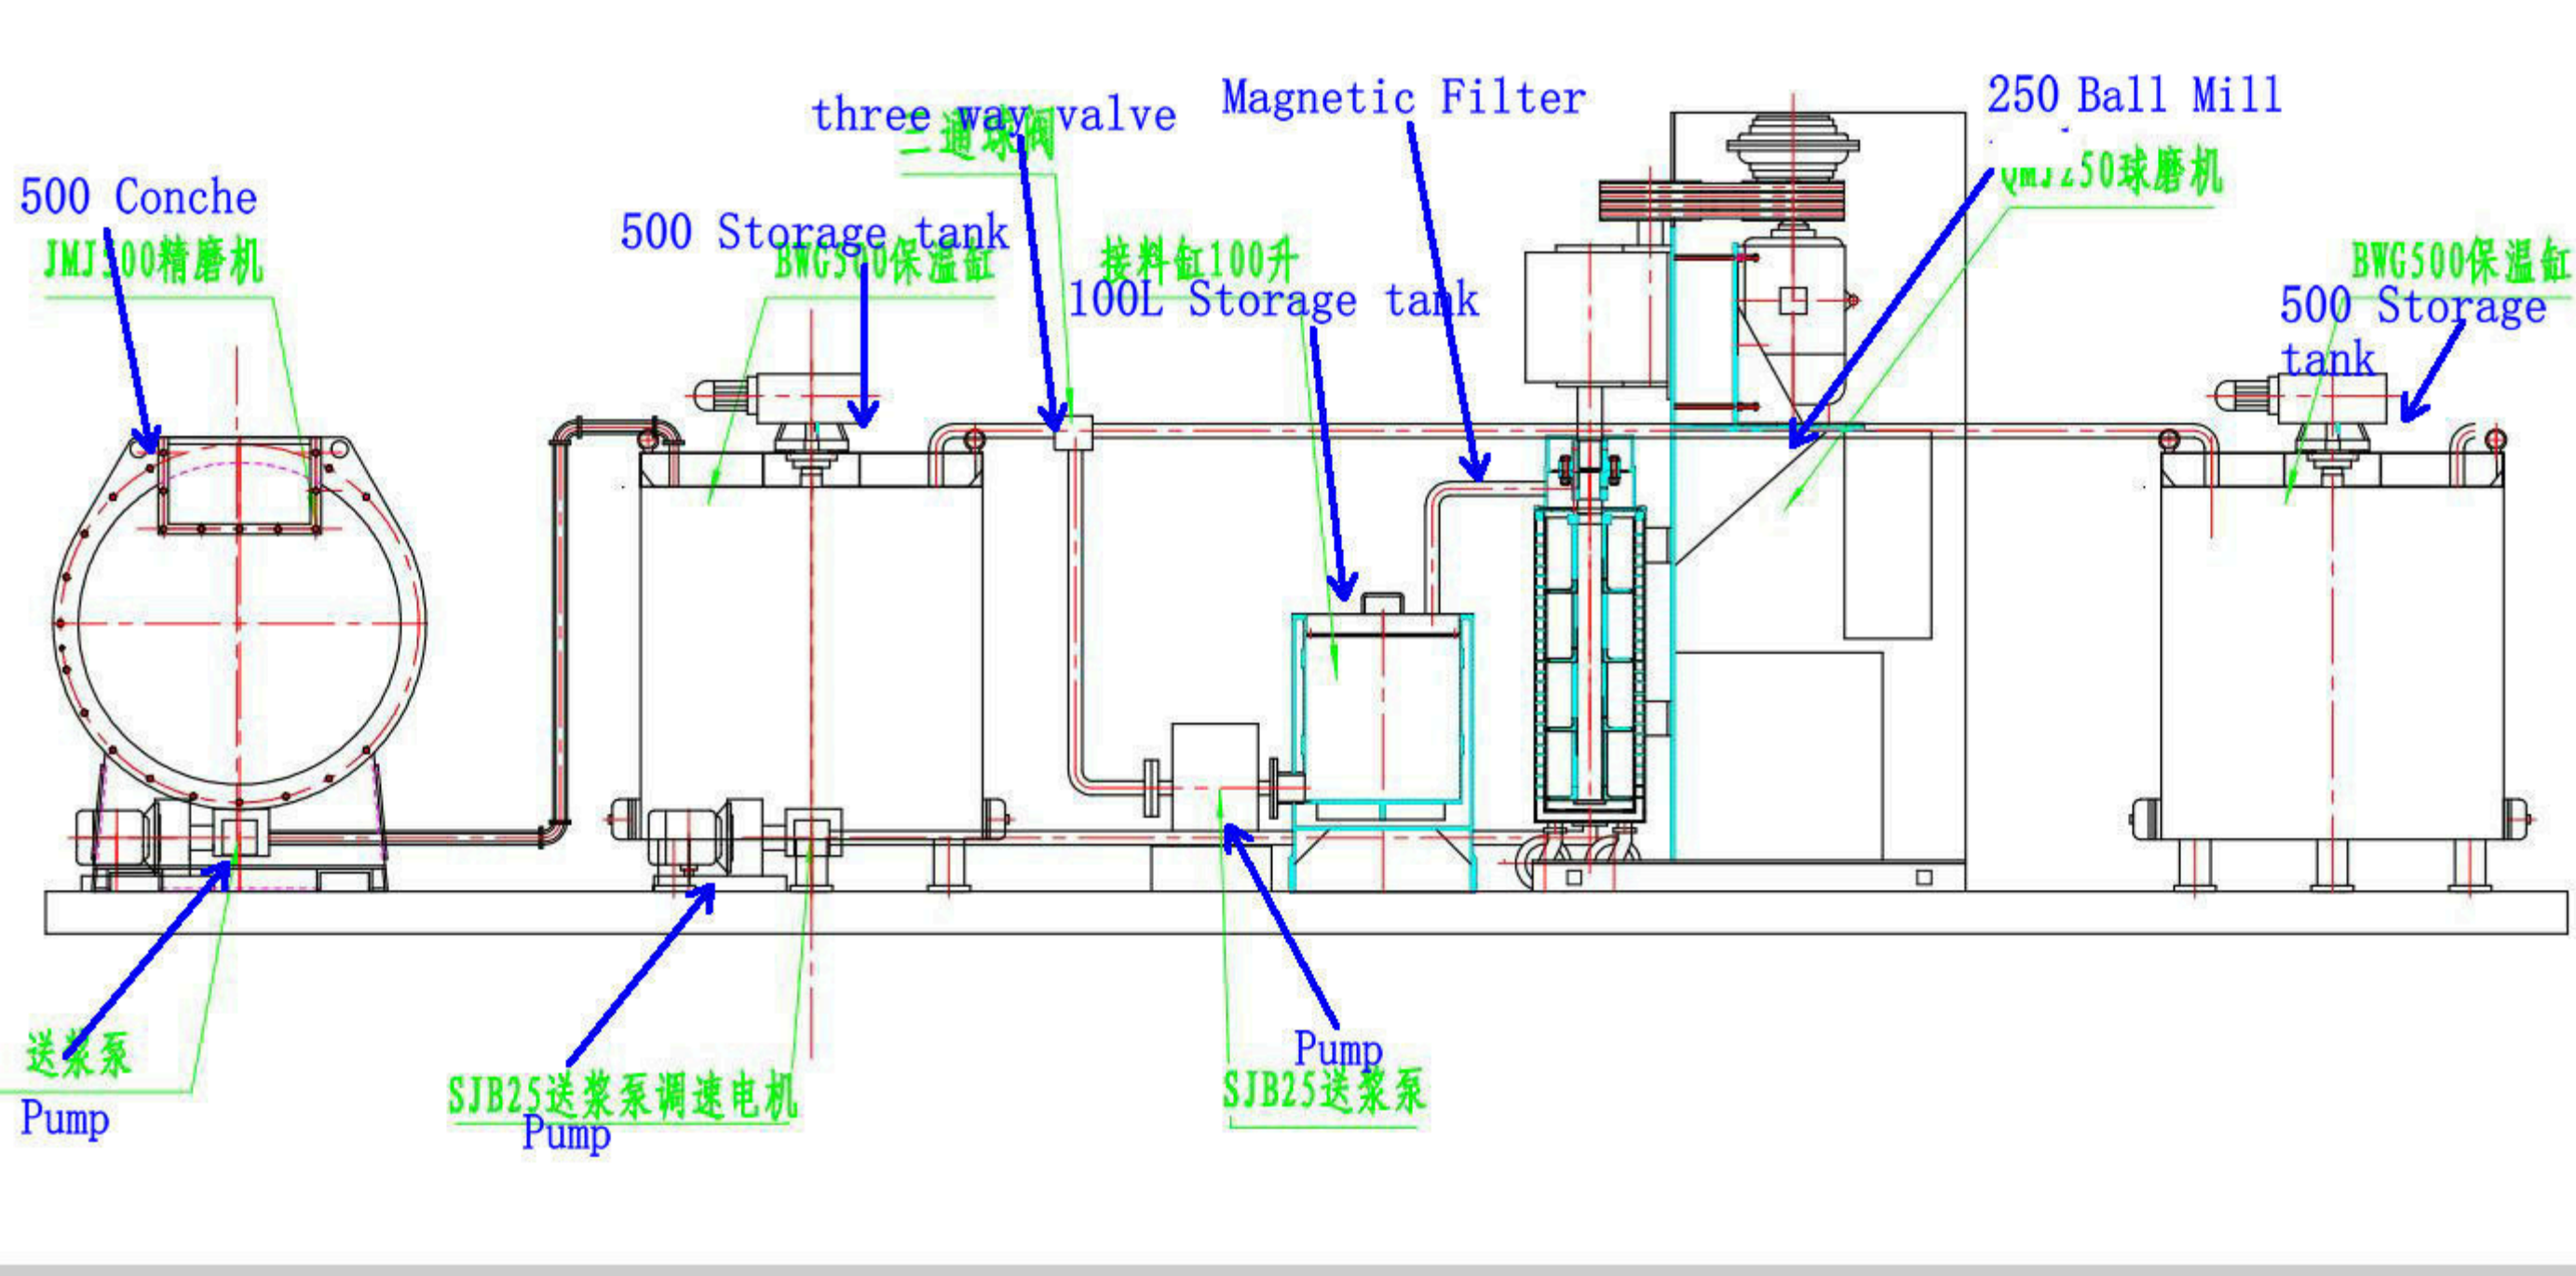 three way valve
三通球阀
Magnetic Filter
250 Ball Mill
QMJ250球磨机
500 Conche
JMJ500精磨机
500 Storage tank
BWG500保温缸
接料缸100升
100L Storage tank
BWG500保温缸
500 Storage
tank
送浆泵
Pump
SJB25送浆泵调速电机
Pump
Pump
SJB25送浆泵